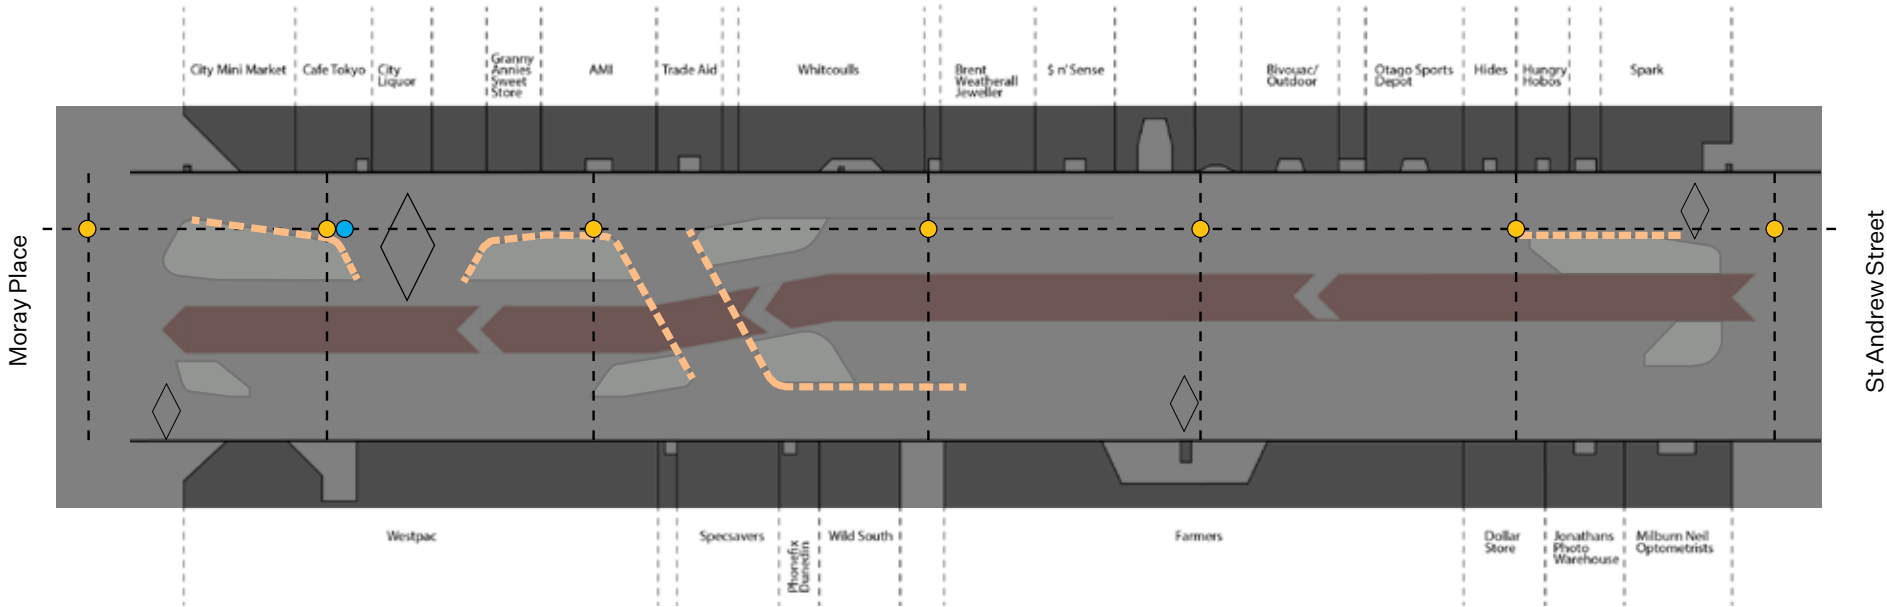 City Mini Market
Cafe Tokyo
City
Liquor
Granny
Annies
Sweet
Store
AMI
Trade Aid
Whitcoulls
Brent
Weatherall
Jeweller
$ n' Sense
Bivouac/
Outdoor
Otago Sports
Depot
Hides
Hungry
Hobos
Spark
Moray Place
St Andrew Street
Westpac
Specsavers
Phonefix
Dunedin
Wild South
Farmers
Dollar
Store
Jonathans
Photo
Warehouse
Milburn Neil
Optometrists